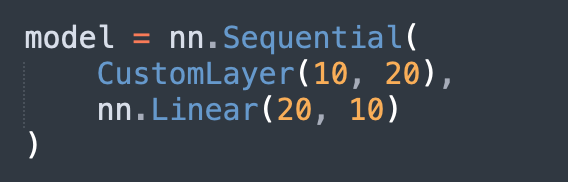 model = nn.Sequential(
    CustomLayer(10, 20),
    nn.Linear(20, 10)
)